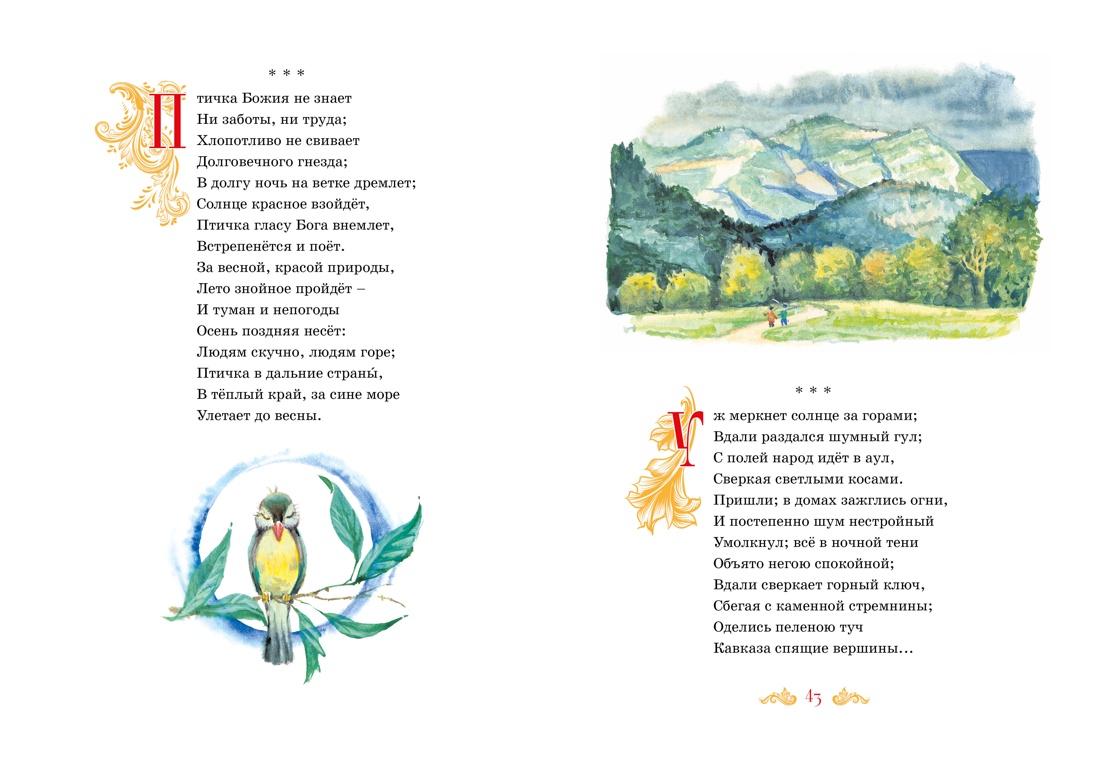 * * *
Птичка Божия не знает
Ни заботы, ни труда;
Хлопотливо не свивает
Долговечного гнезда;
В долгу ночь на ветке дремлет;
Солнце красное взойдёт,
Птичка гласу Бога внемлет,
Встрепенётся и поёт.
За весной, красой природы,
Лето знойное пройдёт –
И туман и непогоды
Осень поздняя несёт:
Людям скучно, людям горе;
Птичка в дальние страны́,
В тёплый край, за сине море
Улетает до весны.
* * *
Уж меркнет солнце за горами;
Вдали раздался шумный гул;
С полей народ идёт в аул,
Сверкая светлыми косами.
Пришли; в домах зажглись огни,
И постепенно шум нестройный
Умолкнул; всё в ночной тени
Объято негою спокойной;
Вдали сверкает горный ключ,
Сбегая с каменной стремнины;
Оделись пеленою туч
Кавказа спящие вершины...
43